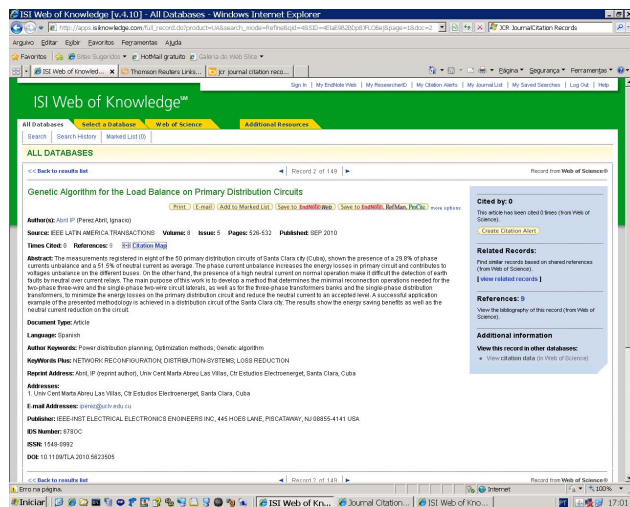 ISI Web of Knowledge [v.4.10] - All Databases - Windows Internet Explorer
JCR JournalCitation Records
Arquivo Editar Exibir Favoritos Ferramentas Ajuda
Favoritos Sites Sugeridos HotMail gratuito Galeria do Web Slice
ISI Web of Knowled... Thomson Reuters Links... jcr journal citation reco... Página Segurança Ferramentas
Sign In | My EndNote Web | My ResearcherID | My Citation Alerts | My Journal List | My Saved Searches | Log Out | Help
ISI Web of Knowledge℠
All Databases Select a Database Web of Science Additional Resources
Search Search History Marked List (0)
ALL DATABASES
<< Back to results list Record 2 of 149 Record from Web of Science®
Genetic Algorithm for the Load Balance on Primary Distribution Circuits
Print E-mail Add to Marked List Save to EndNote Web Save to EndNote, RefMan, ProCite more options
Author(s): Abril IP (Perez Abril, Ignacio)
Source: IEEE LATIN AMERICA TRANSACTIONS Volume: 8 Issue: 5 Pages: 526-532 Published: SEP 2010
Times Cited: 0 References: 9 Citation Map
Abstract: The measurements registered in eight of the 50 primary distribution circuits of Santa Clara city (Cuba), shown the presence of a 29.8% of phase
currents unbalance and a 51.5% of neutral current as average. The phase current unbalance increases the energy losses in primary circuit and contributes to
voltages unbalance on the different buses. On the other hand, the presence of a high neutral current on normal operation make it difficult the detection of earth
faults by neutral over current relays. The main purpose of this work is to develop a method that determines the minimal reconnection operations needed for the
two-phase three-wire and the single-phase two-wire circuit laterals, as well as for the three-phase transformers banks and the single-phase distribution
transformers, to minimize the energy losses on the primary distribution circuit and reduce the neutral current to an accepted level. A successful application
example of the presented methodology is achieved in a distribution circuit of the Santa Clara city. The results show the energy saving benefits as well as the
neutral current reduction on the circuit.
Document Type: Article
Language: Spanish
Author Keywords: Power distribution planning; Optimization methods; Genetic algorithm
KeyWords Plus: NETWORK RECONFIGURATION; DISTRIBUTION-SYSTEMS; LOSS REDUCTION
Reprint Address: Abril, IP (reprint author), Univ Cent Marta Abreu Las Villas, Ctr Estudios Electroenerget, Santa Clara, Cuba
Addresses:
1. Univ Cent Marta Abreu Las Villas, Ctr Estudios Electroenerget, Santa Clara, Cuba
E-mail Addresses: iperez@uclv.edu.cu
Publisher: IEEE-INST ELECTRICAL ELECTRONICS ENGINEERS INC, 445 HOES LANE, PISCATAWAY, NJ 08855-4141 USA
IDS Number: 678OC
ISSN: 1548-0992
DOI: 10.1109/TLA.2010.5623505
Cited by: 0
This article has been cited 0 times (from Web of
Science).
Create Citation Alert
Related Records:
Find similar records based on shared references
(from Web of Science).
[ view related records ]
References: 9
View the bibliography of this record (from Web of
Science).
Additional information
View this record in other databases:
View citation data (in Web of Science)
<< Back to results list Record 2 of 149 Record from Web of Science®
Erro na página. Internet 100%
Iniciar ISI Web of Kn... Journal Citation... ISI Web of Kno... PT 17:01